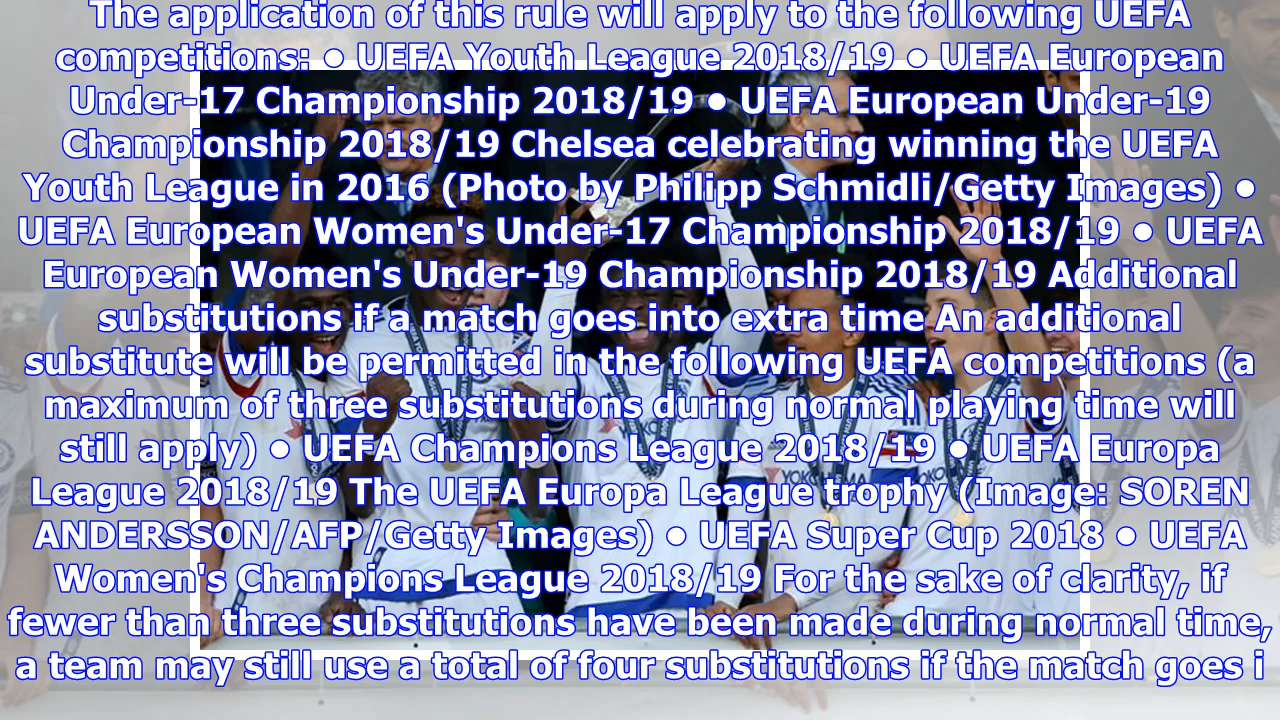 The application of this rule will apply to the following UEFA
competitions: ● UEFA Youth League 2018/19 ● UEFA European
Under-17 Championship 2018/19 ● UEFA European Under-19
Championship 2018/19 Chelsea celebrating winning the UEFA
Youth League in 2016 (Photo by Philipp Schmidli/Getty Images) ●
UEFA European Women's Under-17 Championship 2018/19 ● UEFA
European Women's Under-19 Championship 2018/19 Additional
substitutions if a match goes into extra time An additional
substitute will be permitted in the following UEFA competitions (a
maximum of three substitutions during normal playing time will
still apply) ● UEFA Champions League 2018/19 ● UEFA Europa
League 2018/19 The UEFA Europa League trophy (Image: SOREN
ANDERSSON/AFP/Getty Images) ● UEFA Super Cup 2018 ● UEFA
Women's Champions League 2018/19 For the sake of clarity, if
fewer than three substitutions have been made during normal time,
a team may still use a total of four substitutions if the match goes i